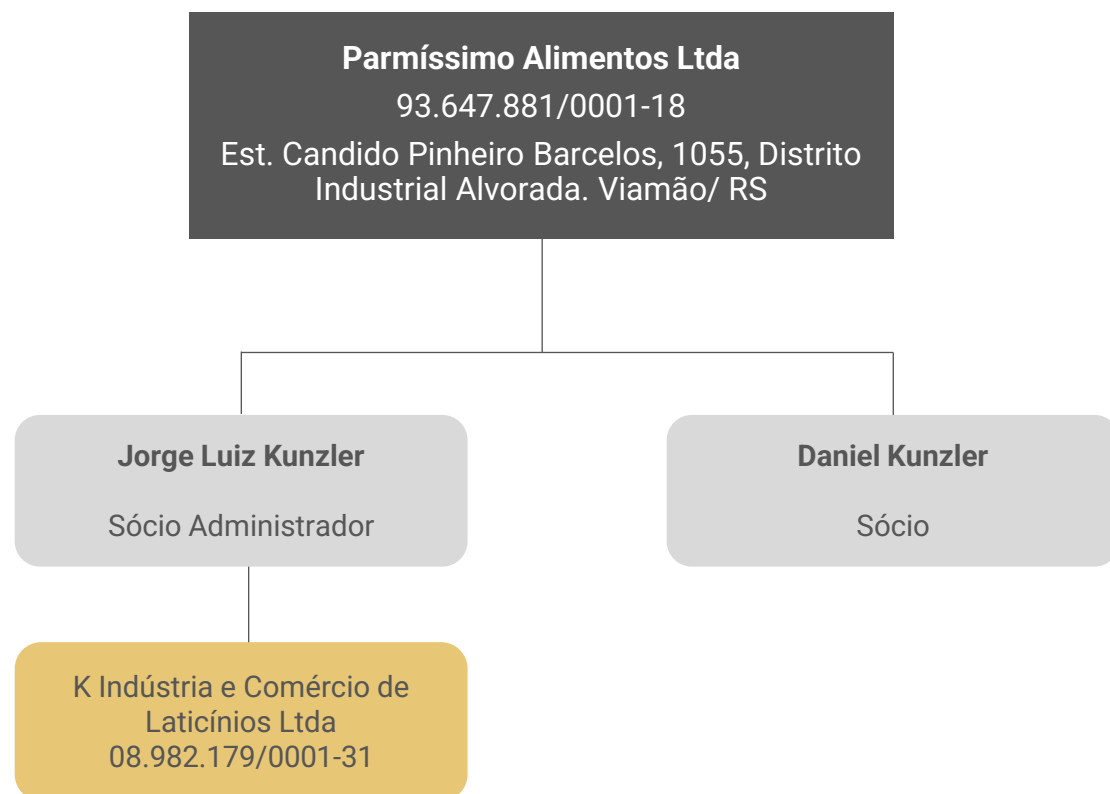 Parmíssimo Alimentos Ltda
93.647.881/0001-18
Est. Candido Pinheiro Barcelos, 1055, Distrito
Industrial Alvorada. Viamão/ RS
Jorge Luiz Kunzler
Sócio Administrador
Daniel Kunzler
Sócio
K Indústria e Comércio de
Laticínios Ltda
08.982.179/0001-31